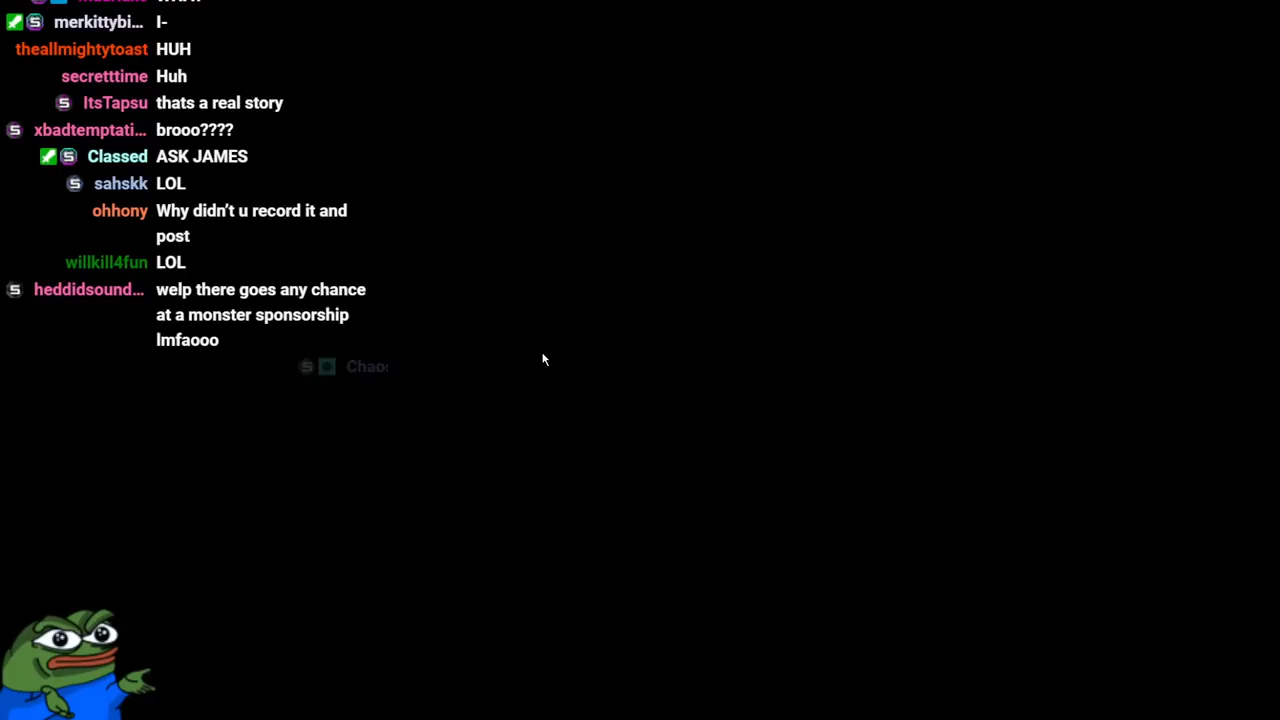 merkittybi... I-
theallmightytoast HUH
secretttime Huh
S ItsTapsu thats a real story
S xbadtemptati... brooo????
S Classed ASK JAMES
S sahskk LOL
ohhony Why didn't u record it and
post
willkill4fun LOL
S heddidsound... welp there goes any chance
at a monster sponsorship
lmfaooo
S Chaos